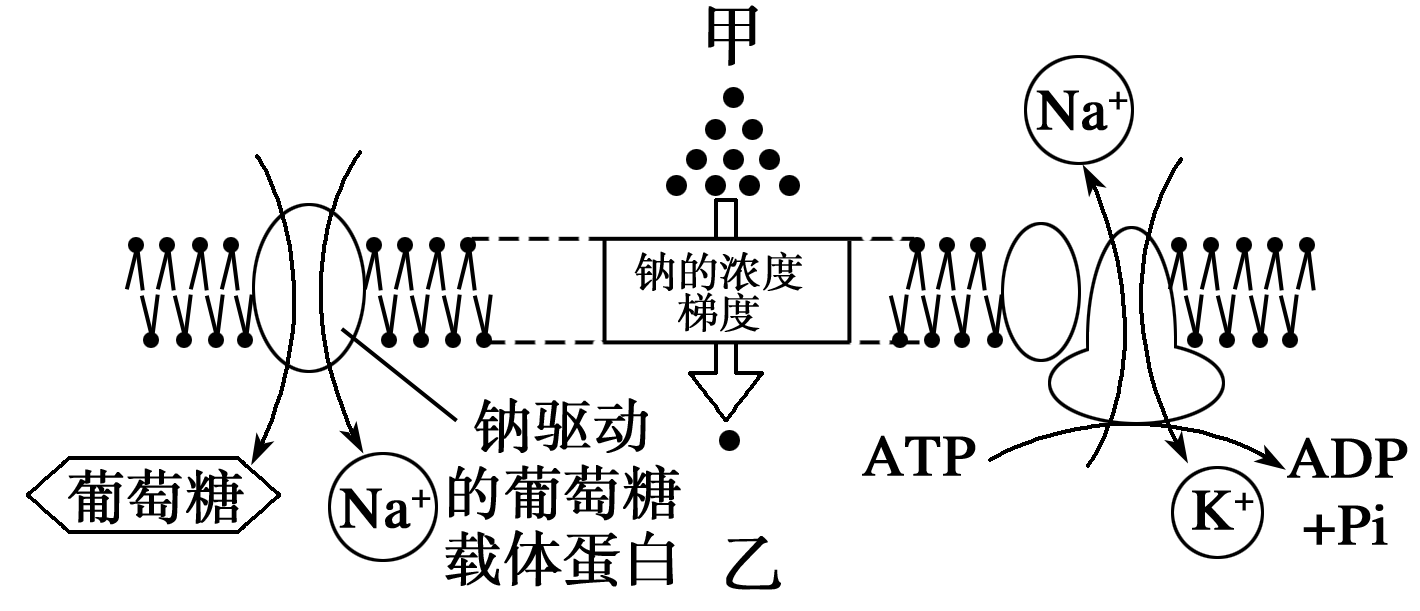 甲
Na⁺
钠的浓度
梯度
钠驱动
的葡萄糖
载体蛋白
葡萄糖
Na⁺
乙
ATP
ADP
+Pi
K⁺